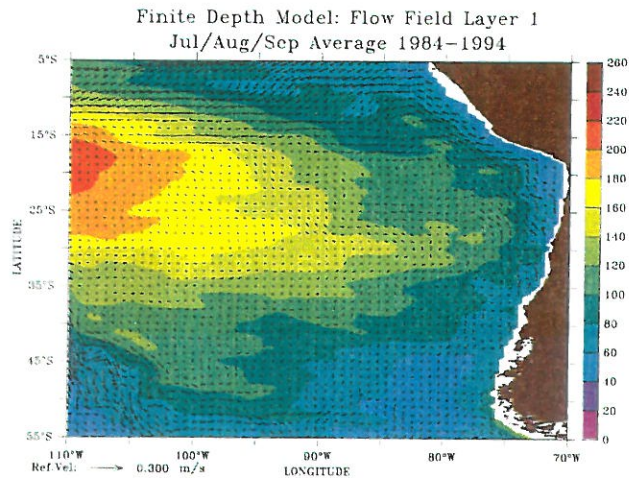 Finite Depth Model: Flow Field Layer 1
Jul/Aug/Sep Average 1984-1994
5°S
15°S
25°S
35°S
45°S
55°S
LATITUDE
110°W 100°W 90°W 80°W 70°W
LONGITUDE
Ref.Vel: 0.300 m/s
260
240
220
200
180
160
140
120
100
80
60
40
20
0